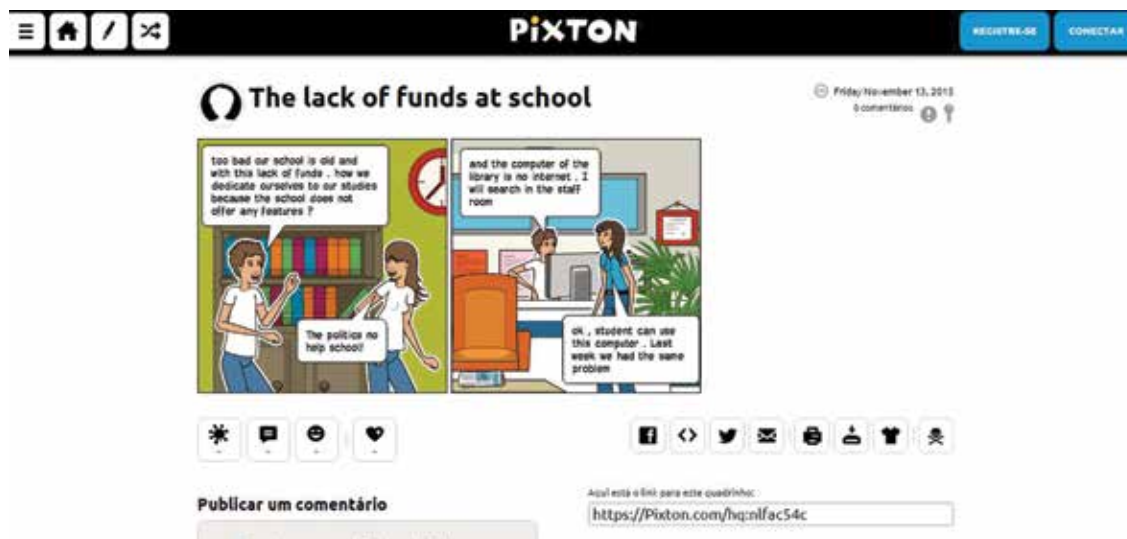 PiXTON
REGISTRE-SE
CONECTAR
The lack of funds at school
Friday November 13, 2015
0 comentários
too bad our school is old and
with this lack of funds . how we
dedicate ourselves to our studies
because the school does not
offer any features ?
The politics no
help school!
and the computer of the
library is no internet . I
will search in the staff
room
ok , student can use
this computer . Last
week we had the same
problem
Publicar um comentário
Aqui está o link para este quadrinho:
https://Pixton.com/hq:nlfac54c